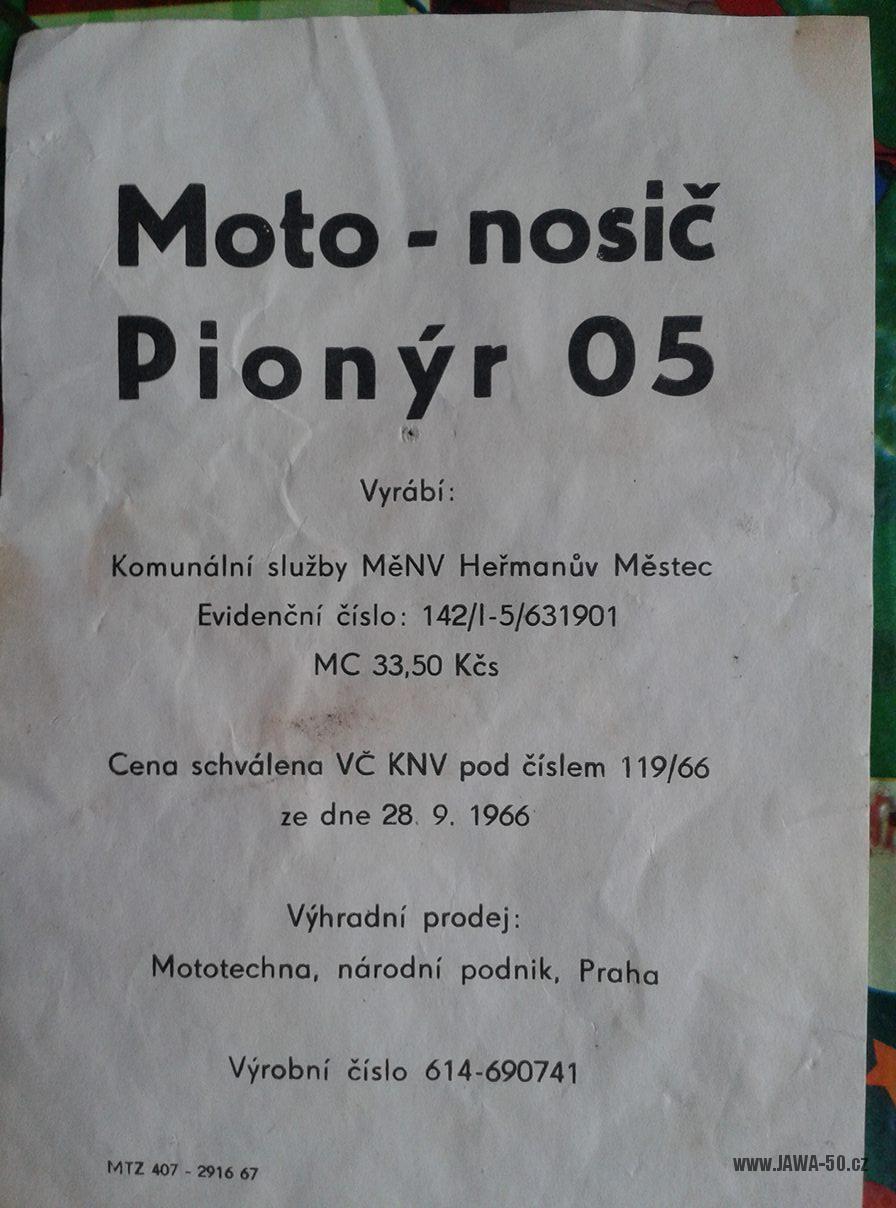 Moto - nosič
Pionýr 05
Vyrábí:
Komunální služby MěNV Heřmanův Městec
Evidenční číslo: 142/I-5/631901
MC 33,50 Kčs
Cena schválena VČ KNV pod číslem 119/66
ze dne 28. 9. 1966
Výhradní prodej:
Mototechna, národní podnik, Praha
Výrobní číslo 614-690741
MTZ 407 - 2916 67
www.JAWA-50.cz